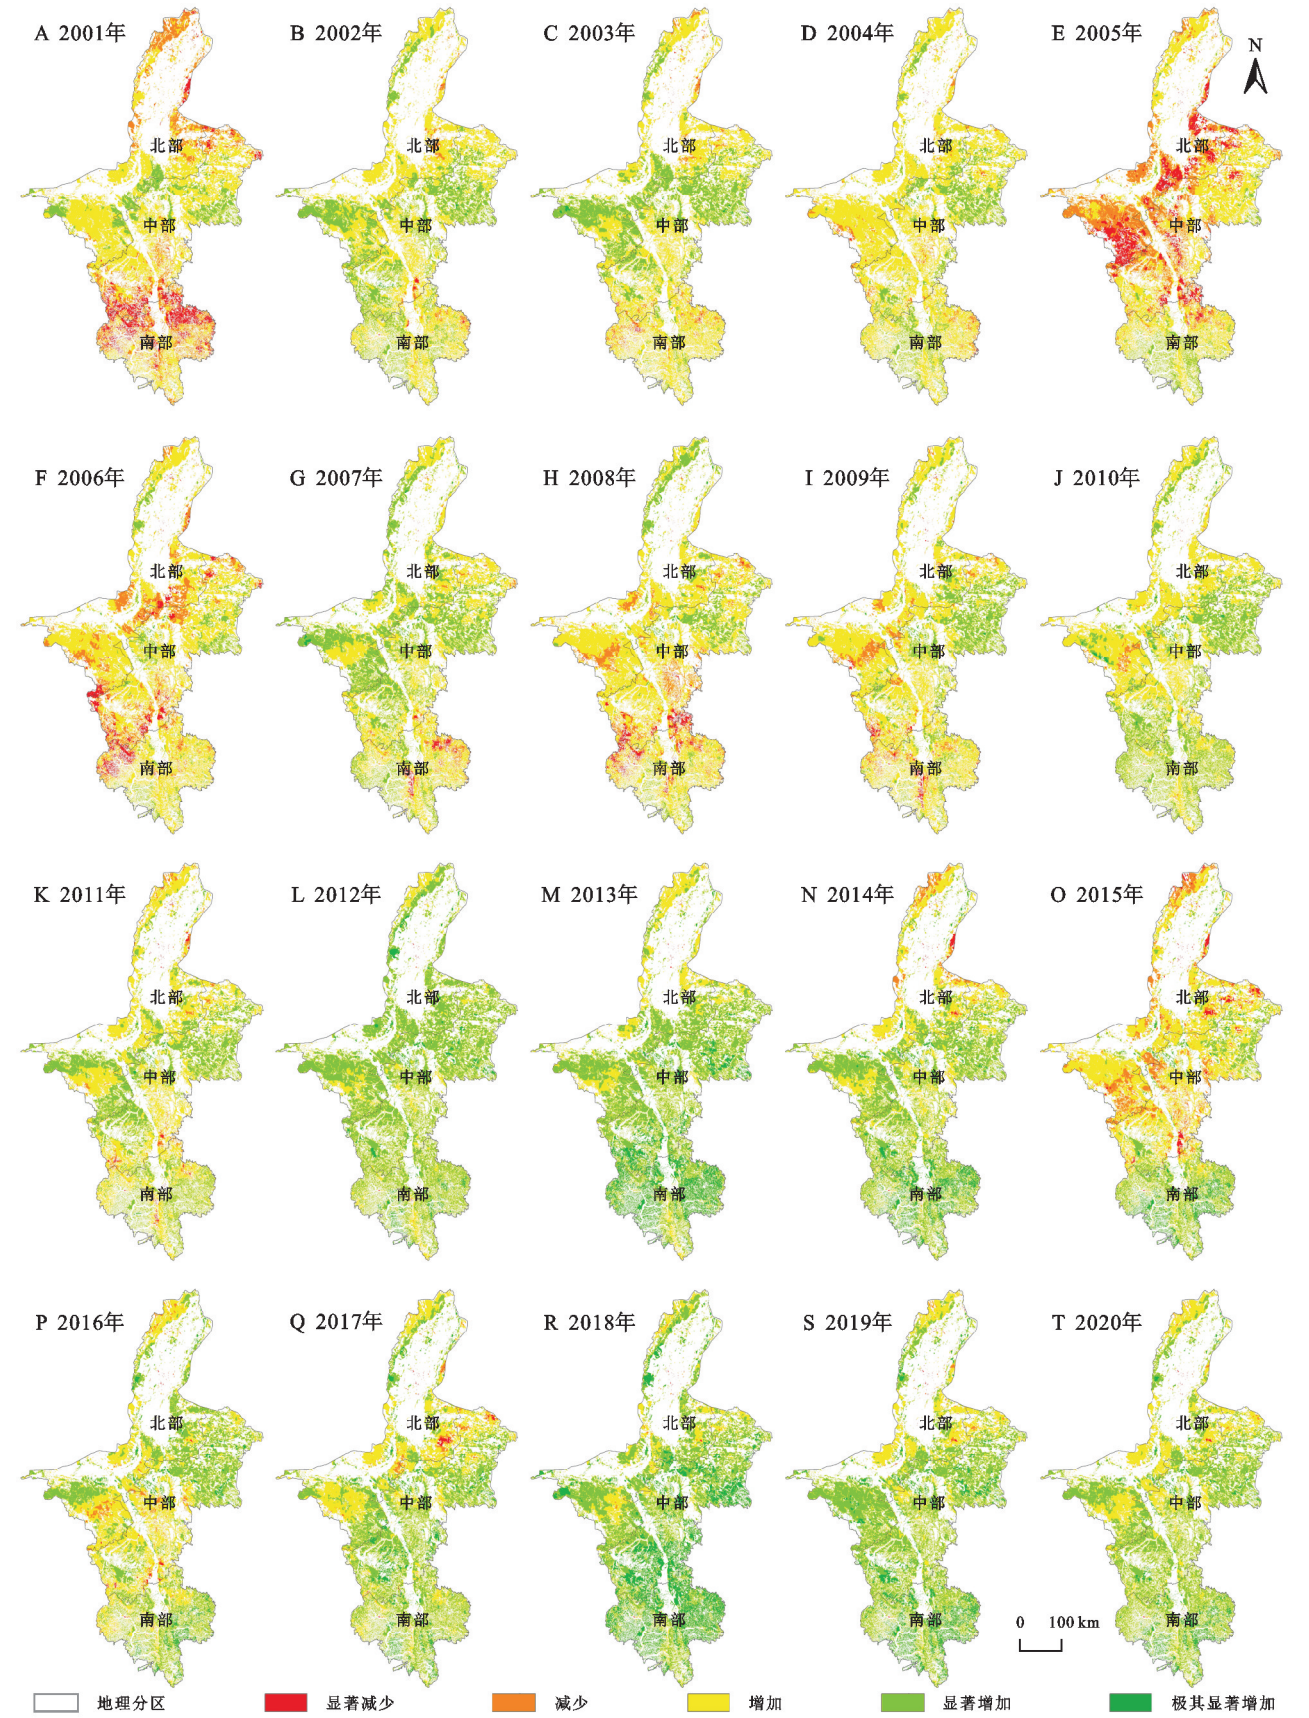 A 2001年
B 2002年
C 2003年
D 2004年
E 2005年
N
北部
北部
北部
北部
北部
中部
中部
中部
中部
中部
南部
南部
南部
南部
南部
F 2006年
G 2007年
H 2008年
I 2009年
J 2010年
北部
北部
北部
北部
北部
中部
中部
中部
中部
中部
南部
南部
南部
南部
南部
K 2011年
L 2012年
M 2013年
N 2014年
O 2015年
北部
北部
北部
北部
北部
中部
中部
中部
中部
中部
南部
南部
南部
南部
南部
P 2016年
Q 2017年
R 2018年
S 2019年
T 2020年
北部
北部
北部
北部
北部
中部
中部
中部
中部
中部
南部
南部
南部
南部
南部
0 100 km
地理分区
显著减少
减少
增加
显著增加
极其显著增加